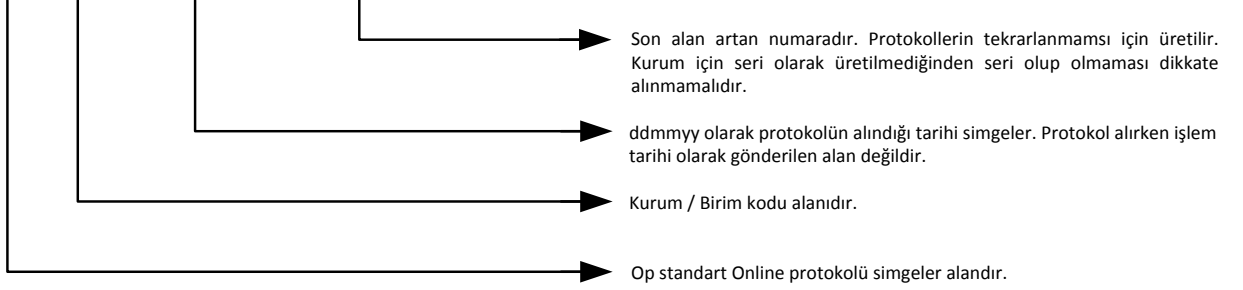 Son alan artan numaradır. Protokollerin tekrarlanmamsı için üretilir.
Kurum için seri olarak üretilmediğinden seri olup olmaması dikkate
alınmamalıdır.
ddmmyy olarak protokolün alındığı tarihi simgeler. Protokol alırken işlem
tarihi olarak gönderilen alan değildir.
Kurum / Birim kodu alanıdır.
Op standart Online protokolü simgeler alandır.